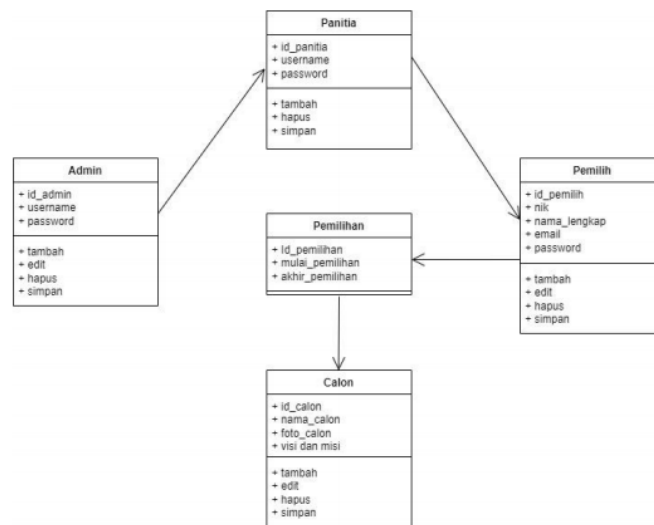 Panitia
+ id_panitia
+ username
+ password
+ tambah
+ hapus
+ simpan
Admin
+ id_admin
+ username
+ password
+ tambah
+ edit
+ hapus
+ simpan
Pemilihan
+ Id_pemilihan
+ mulai_pemilihan
+ akhir_pemilihan
Pemilih
+ id_pemilih
+ nik
+ nama_lengkap
+ email
+ password
+ tambah
+ edit
+ hapus
+ simpan
Calon
+ id_calon
+ nama_calon
+ foto_calon
+ visi dan misi
+ tambah
+ edit
+ hapus
+ simpan